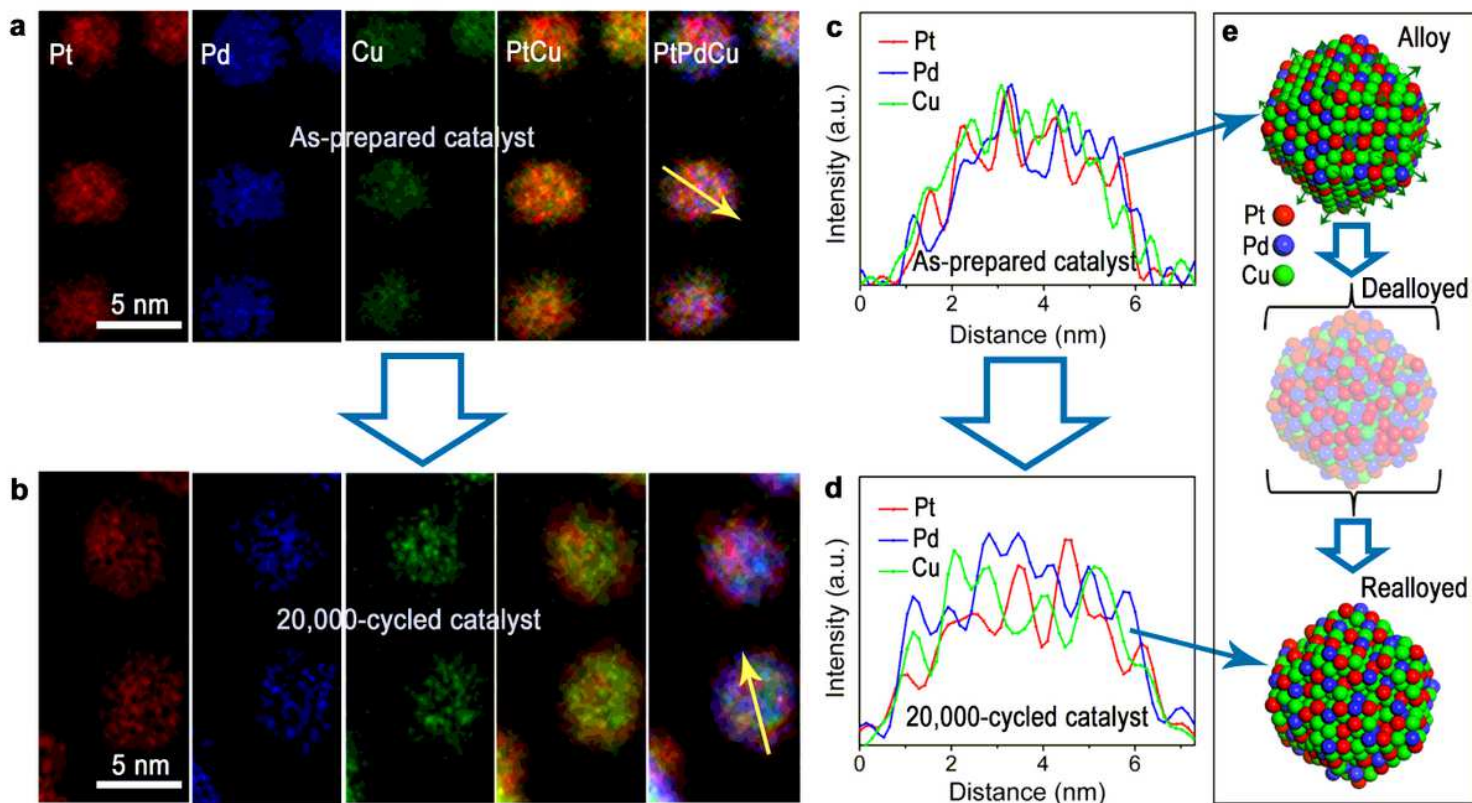 a
Pt
Pd
Cu
PtCu
PtPdCu
As-prepared catalyst
5 nm
b
20,000-cycled catalyst
5 nm
c
Pt
Pd
Cu
Intensity (a.u.)
As-prepared catalyst
0 2 4 6
Distance (nm)
d
Pt
Pd
Cu
Intensity (a.u.)
20,000-cycled catalyst
0 2 4 6
Distance (nm)
e
Alloy
Pt
Pd
Cu
Dealloyed
Realloyed